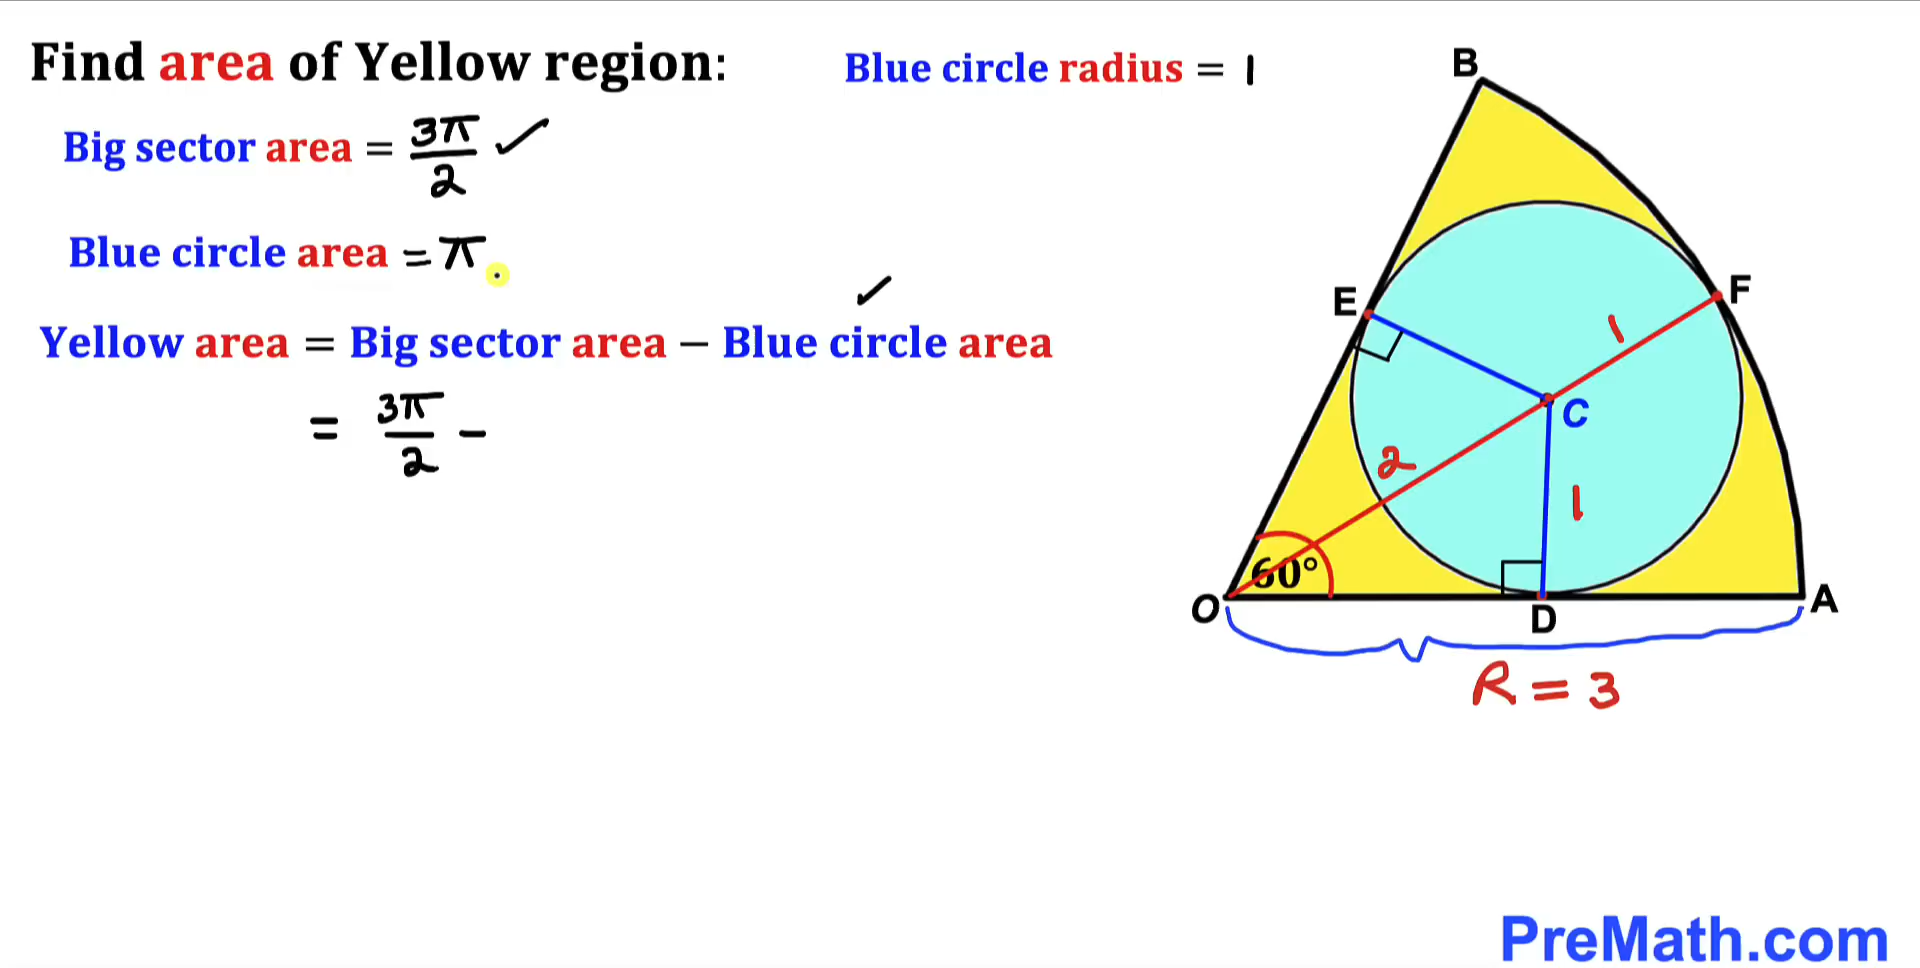 Find area of Yellow region:
Blue circle radius = 1
Big sector area = 3π/2 ✓
Blue circle area = π
✓
Yellow area = Big sector area − Blue circle area
= 3π/2 −
B
E
F
1
C
2
1
60°
O
D
A
R = 3
PreMath.com